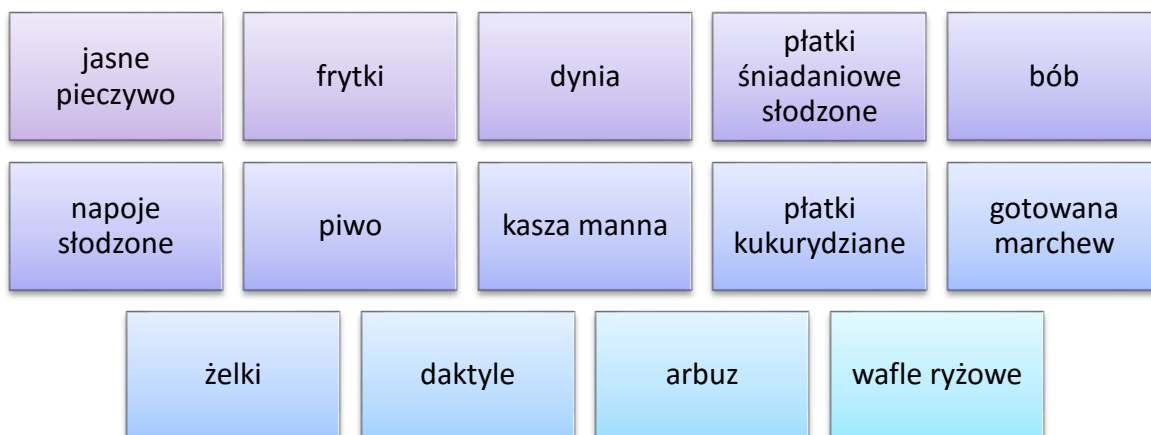 jasne
pieczywo
frytki
dynia
płatki
śniadaniowe
słodzone
bób
napoje
słodzone
piwo
kasza manna
płatki
kukurydziane
gotowana
marchew
żelki
daktyle
arbuz
wafle ryżowe